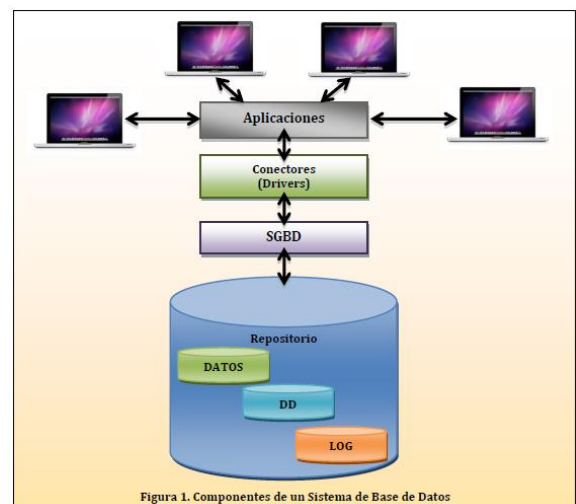 Aplicaciones
Conectores
(Drivers)
SGBD
Repositorio
DATOS
DD
LOG
Figura 1. Componentes de un Sistema de Base de Datos